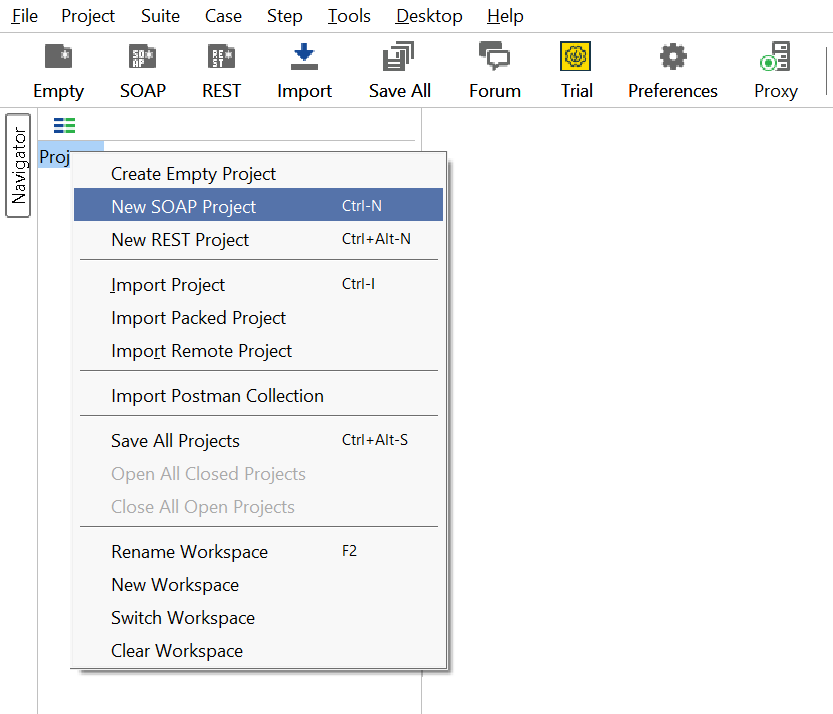 File Project Suite Case Step Tools Desktop Help
Empty SOAP REST Import Save All Forum Trial Preferences Proxy
Navigator
Proj
Create Empty Project
New SOAP Project Ctrl-N
New REST Project Ctrl+Alt-N
Import Project Ctrl-I
Import Packed Project
Import Remote Project
Import Postman Collection
Save All Projects Ctrl+Alt-S
Open All Closed Projects
Close All Open Projects
Rename Workspace F2
New Workspace
Switch Workspace
Clear Workspace